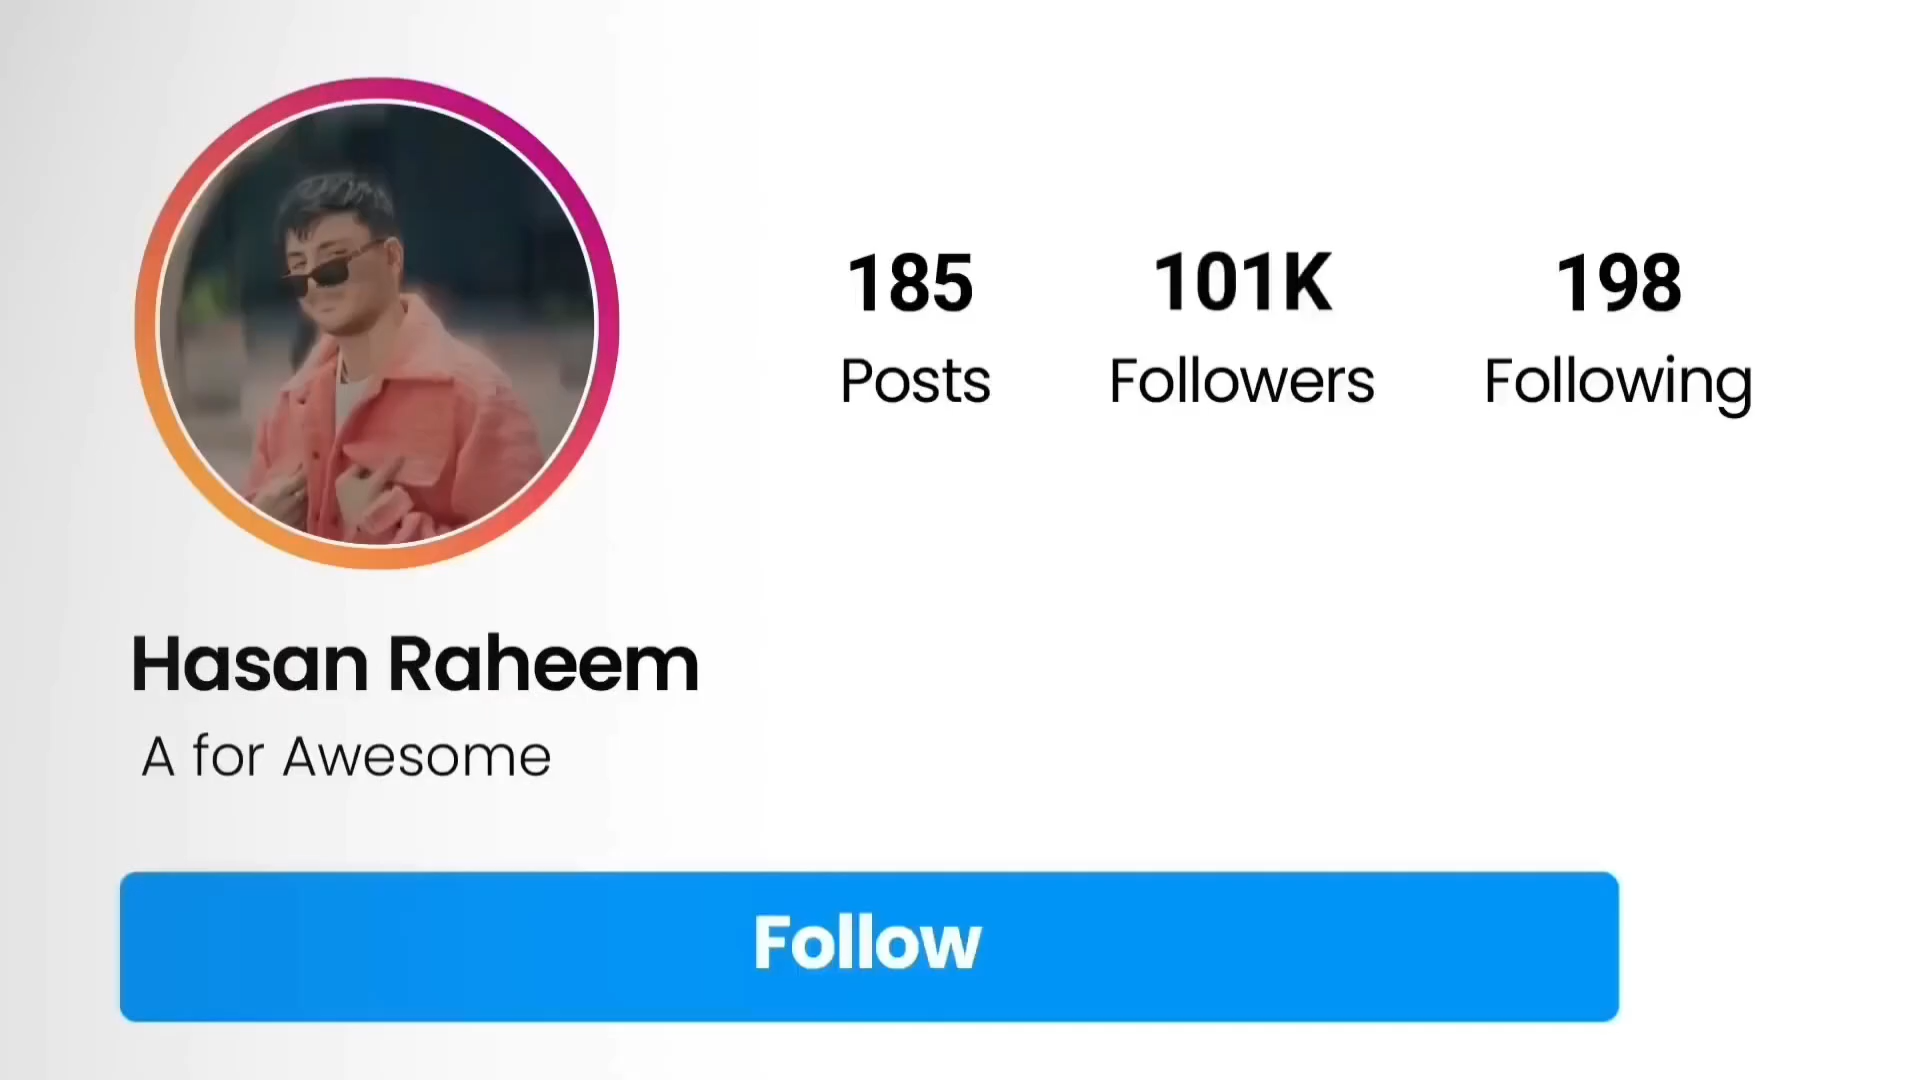 185 101K 198
Posts Followers Following
Hasan Raheem
A for Awesome
Follow